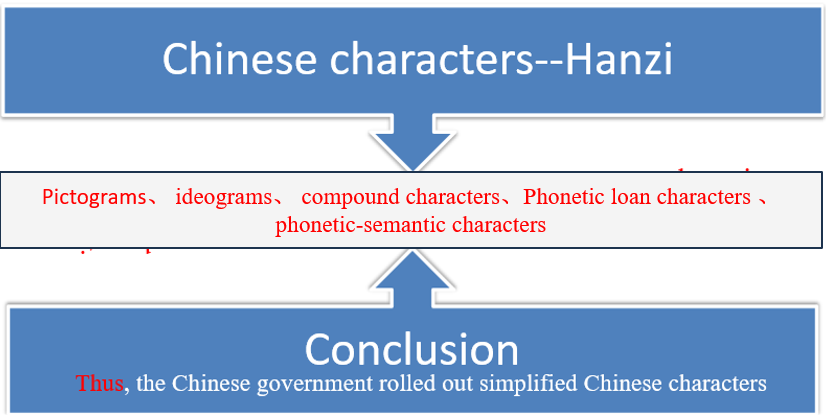 Chinese characters--Hanzi
Pictograms、 ideograms、 compound characters、Phonetic loan characters 、
phonetic-semantic characters
Conclusion
Thus, the Chinese government rolled out simplified Chinese characters